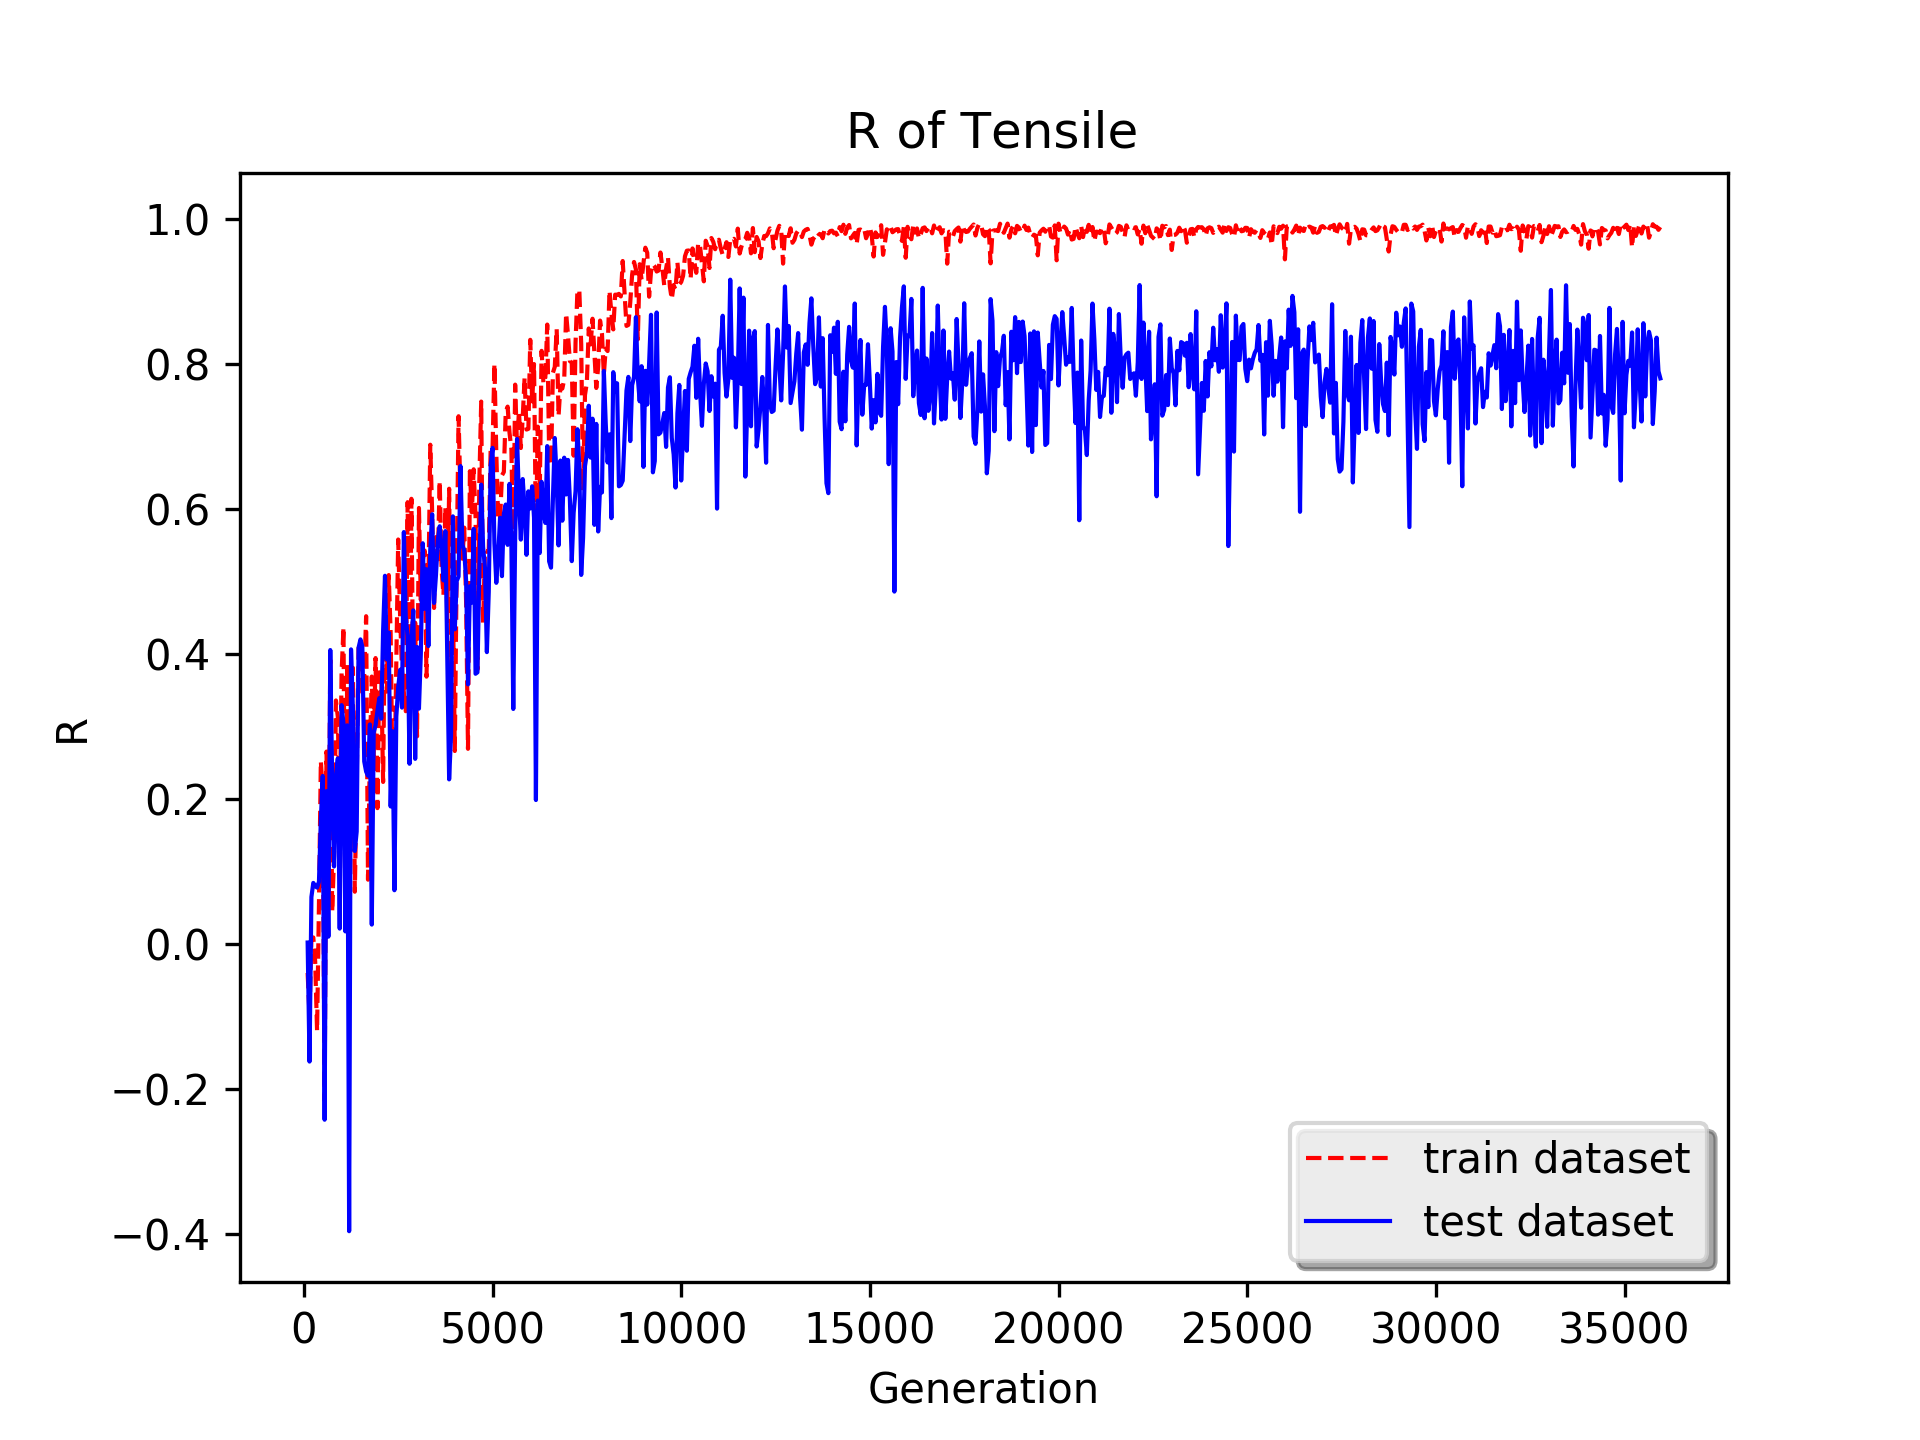 R of Tensile
1.0
0.8
0.6
0.4
0.2
0.0
−0.2
−0.4
R
0 5000 10000 15000 20000 25000 30000 35000
Generation
train dataset
test dataset